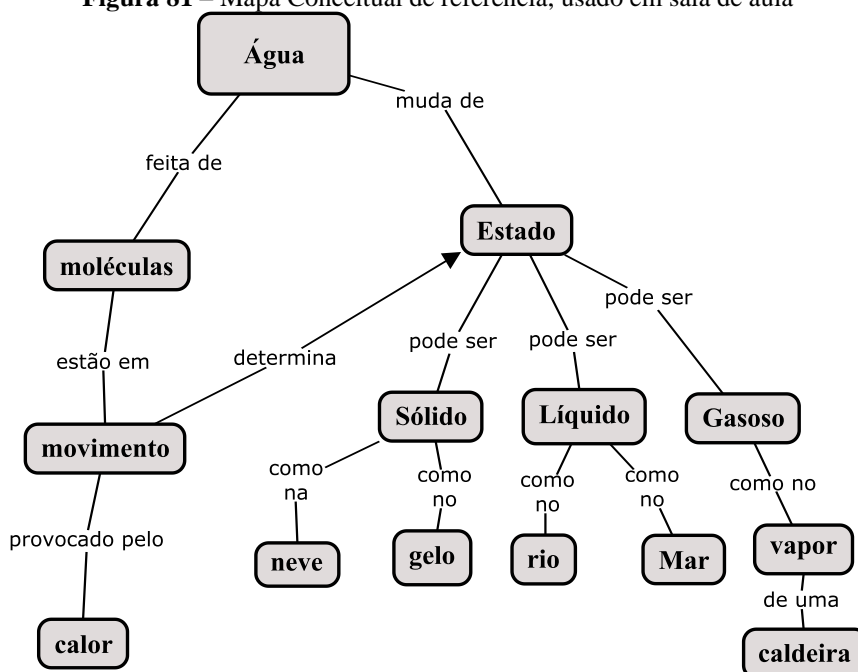 Figura 81 – Mapa Conceitual de referência, usado em sala de aula
Água
muda de
feita de
Estado
moléculas
pode ser
pode ser
pode ser
estão em
determina
Sólido
Líquido
Gasoso
movimento
como
na
como
no
como
no
como
no
como no
provocado pelo
neve
gelo
rio
Mar
vapor
de uma
calor
caldeira